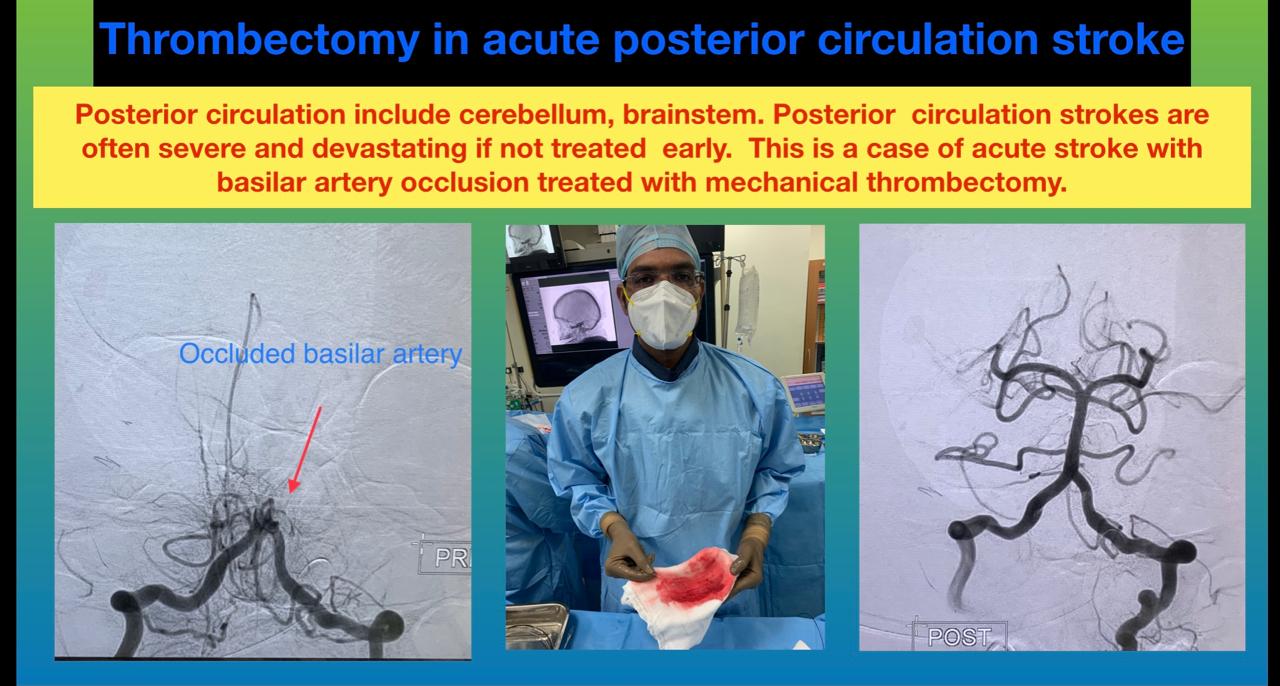 Thrombectomy in acute posterior circulation stroke
Posterior circulation include cerebellum, brainstem. Posterior circulation strokes are
often severe and devastating if not treated early. This is a case of acute stroke with
basilar artery occlusion treated with mechanical thrombectomy.
Occluded basilar artery
PR
POST